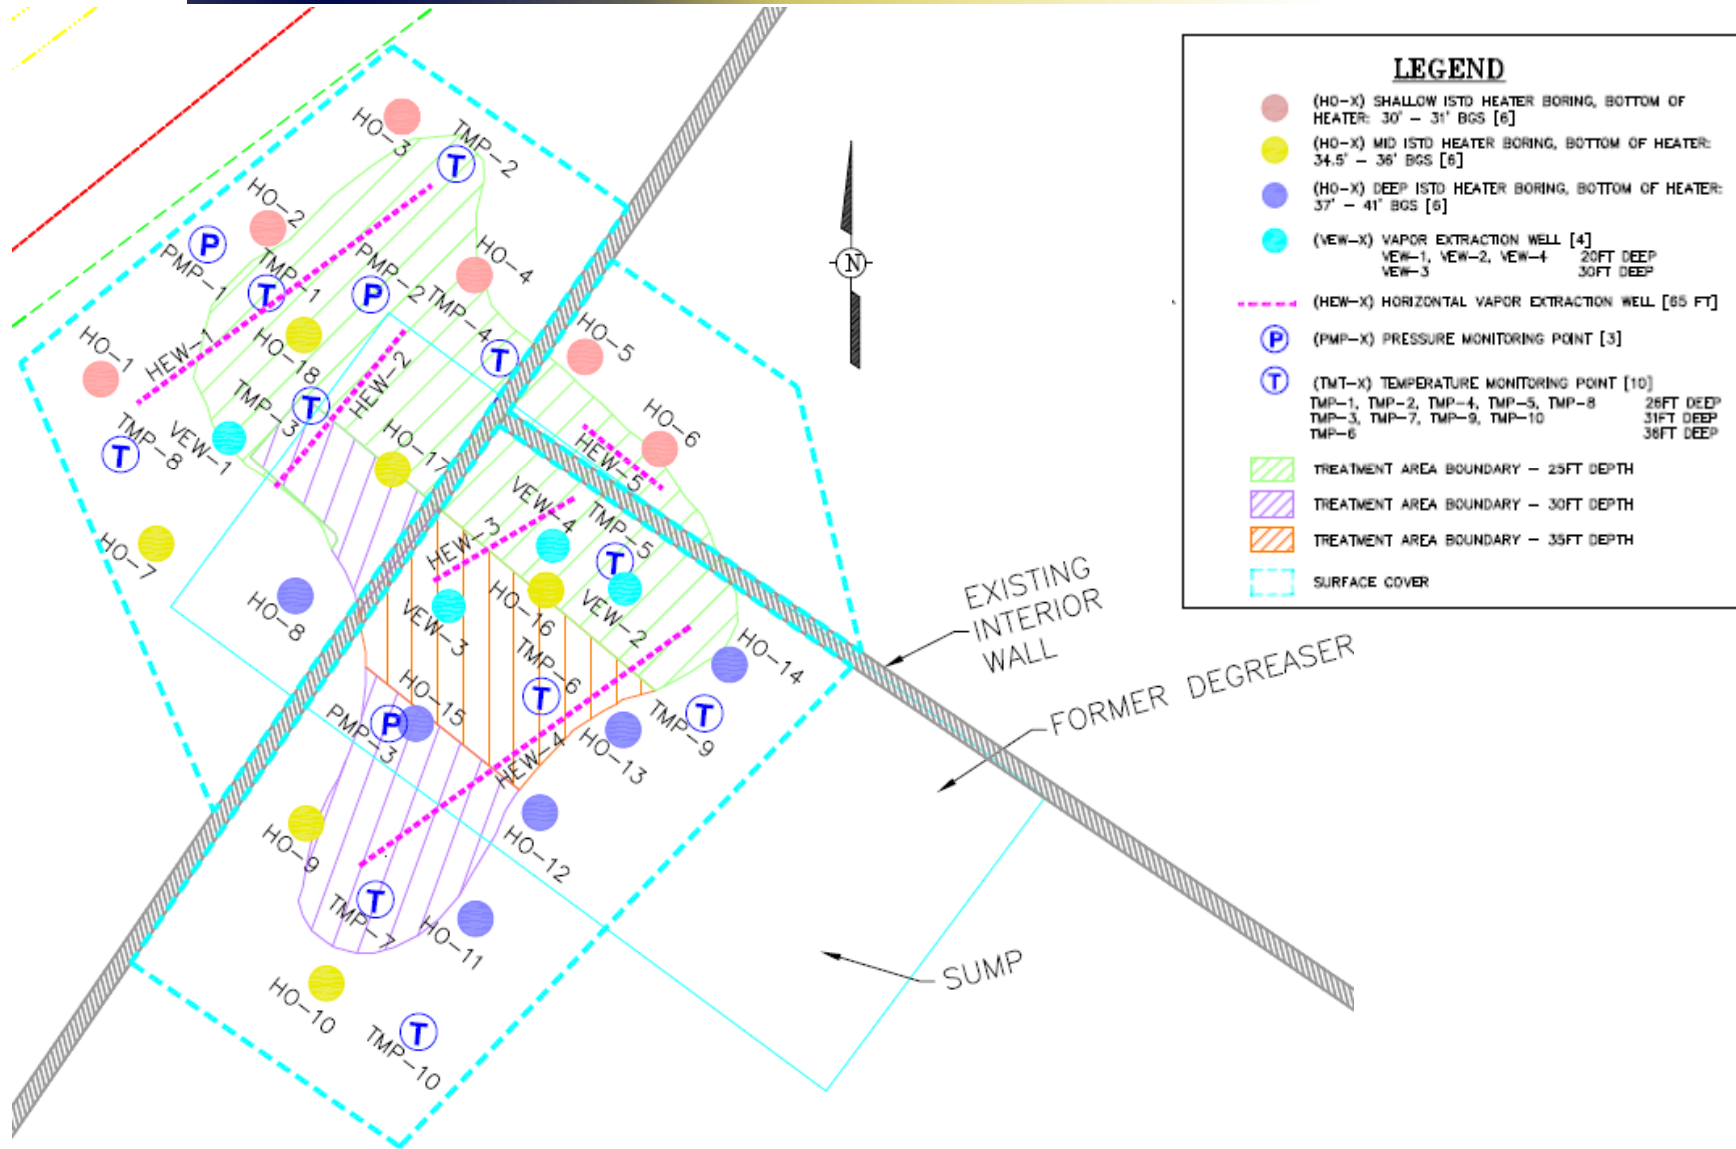 HO-3
TMP-2
HO-2
PMP-1
TMP-1
PMP-2
HO-4
TMP-4
HO-1
HEW-1
HO-18
HEW-2
HO-5
TMP-3
TMP-8
VEW-1
HO-17
HO-6
HEW-5
VEW-4
TMP-5
HEW-3
HO-7
HO-8
VEW-3
HO-16
VEW-2
TMP-6
HO-14
HO-15
PMP-3
HEW-4
HO-13
TMP-9
HO-9
HO-12
TMP-7
HO-11
HO-10
TMP-10
P
P
P
T
T
T
T
T
T
T
T
T
T
N
EXISTING
INTERIOR
WALL
FORMER DEGREASER
SUMP
LEGEND
(HO-X) SHALLOW ISTD HEATER BORING, BOTTOM OF
HEATER: 30' - 31' BGS [6]
(HO-X) MID ISTD HEATER BORING, BOTTOM OF HEATER:
34.5' - 36' BGS [6]
(HO-X) DEEP ISTD HEATER BORING, BOTTOM OF HEATER:
37' - 41' BGS [6]
(VEW-X) VAPOR EXTRACTION WELL [4]
VEW-1, VEW-2, VEW-4 20FT DEEP
VEW-3 30FT DEEP
(HEW-X) HORIZONTAL VAPOR EXTRACTION WELL [65 FT]
P (PMP-X) PRESSURE MONITORING POINT [3]
T (TMT-X) TEMPERATURE MONITORING POINT [10]
TMP-1, TMP-2, TMP-4, TMP-5, TMP-8 26FT DEEP
TMP-3, TMP-7, TMP-9, TMP-10 31FT DEEP
TMP-6 36FT DEEP
TREATMENT AREA BOUNDARY - 25FT DEPTH
TREATMENT AREA BOUNDARY - 30FT DEPTH
TREATMENT AREA BOUNDARY - 35FT DEPTH
SURFACE COVER